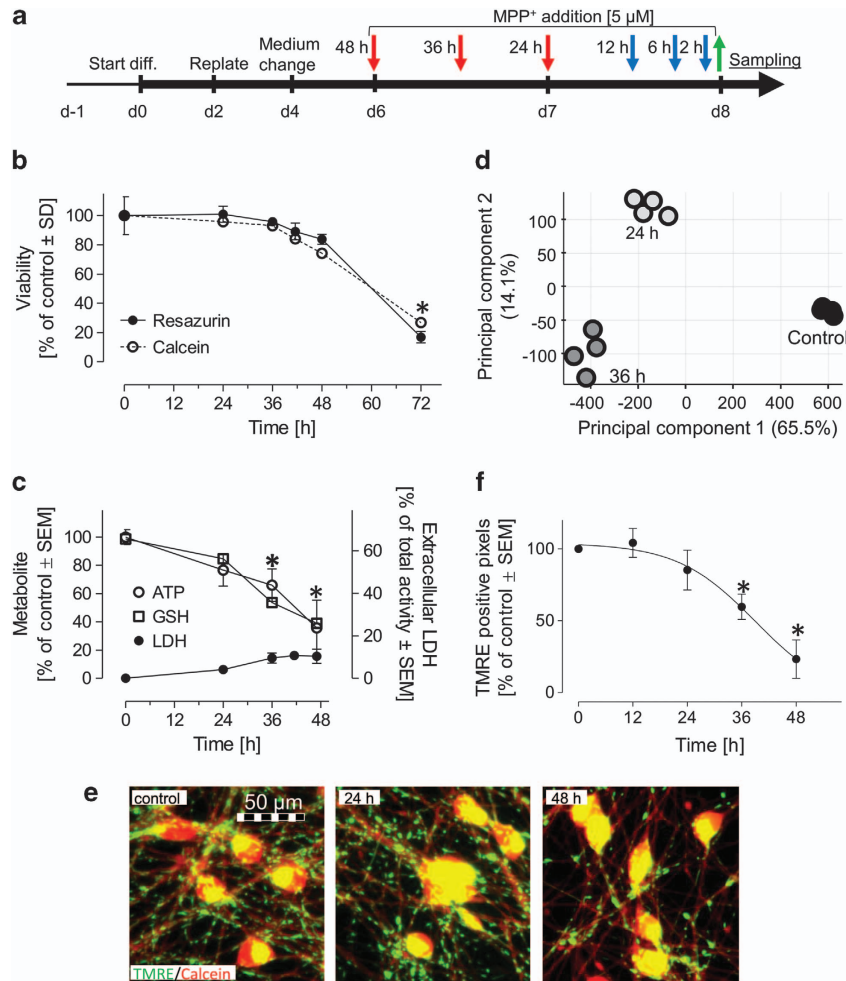 a
MPP⁺ addition [5 µM]
48 h
36 h
24 h
12 h
6 h
2 h
Start diff.
Replate
Medium
change
Sampling
d-1
d0
d2
d4
d6
d7
d8
b
Viability
[% of control ± SD]
100
80
60
40
20
0
*
Resazurin
Calcein
0 12 24 36 48 60 72
Time [h]
d
Principal component 2
(14.1%)
100
50
0
-50
-100
24 h
Control
36 h
-400 -200 0 200 400 600
Principal component 1 (65.5%)
c
Metabolite
[% of control ± SEM]
100
80
60
40
20
0
* *
ATP
GSH
LDH
60
40
20
0
Extracellular LDH
[% of total activity ± SEM]
0 12 24 36 48
Time [h]
f
TMRE positive pixels
[% of control ± SEM]
100
50
0
* *
0 12 24 36 48
Time [h]
e
control
50 µm
TMRE/Calcein
24 h
48 h